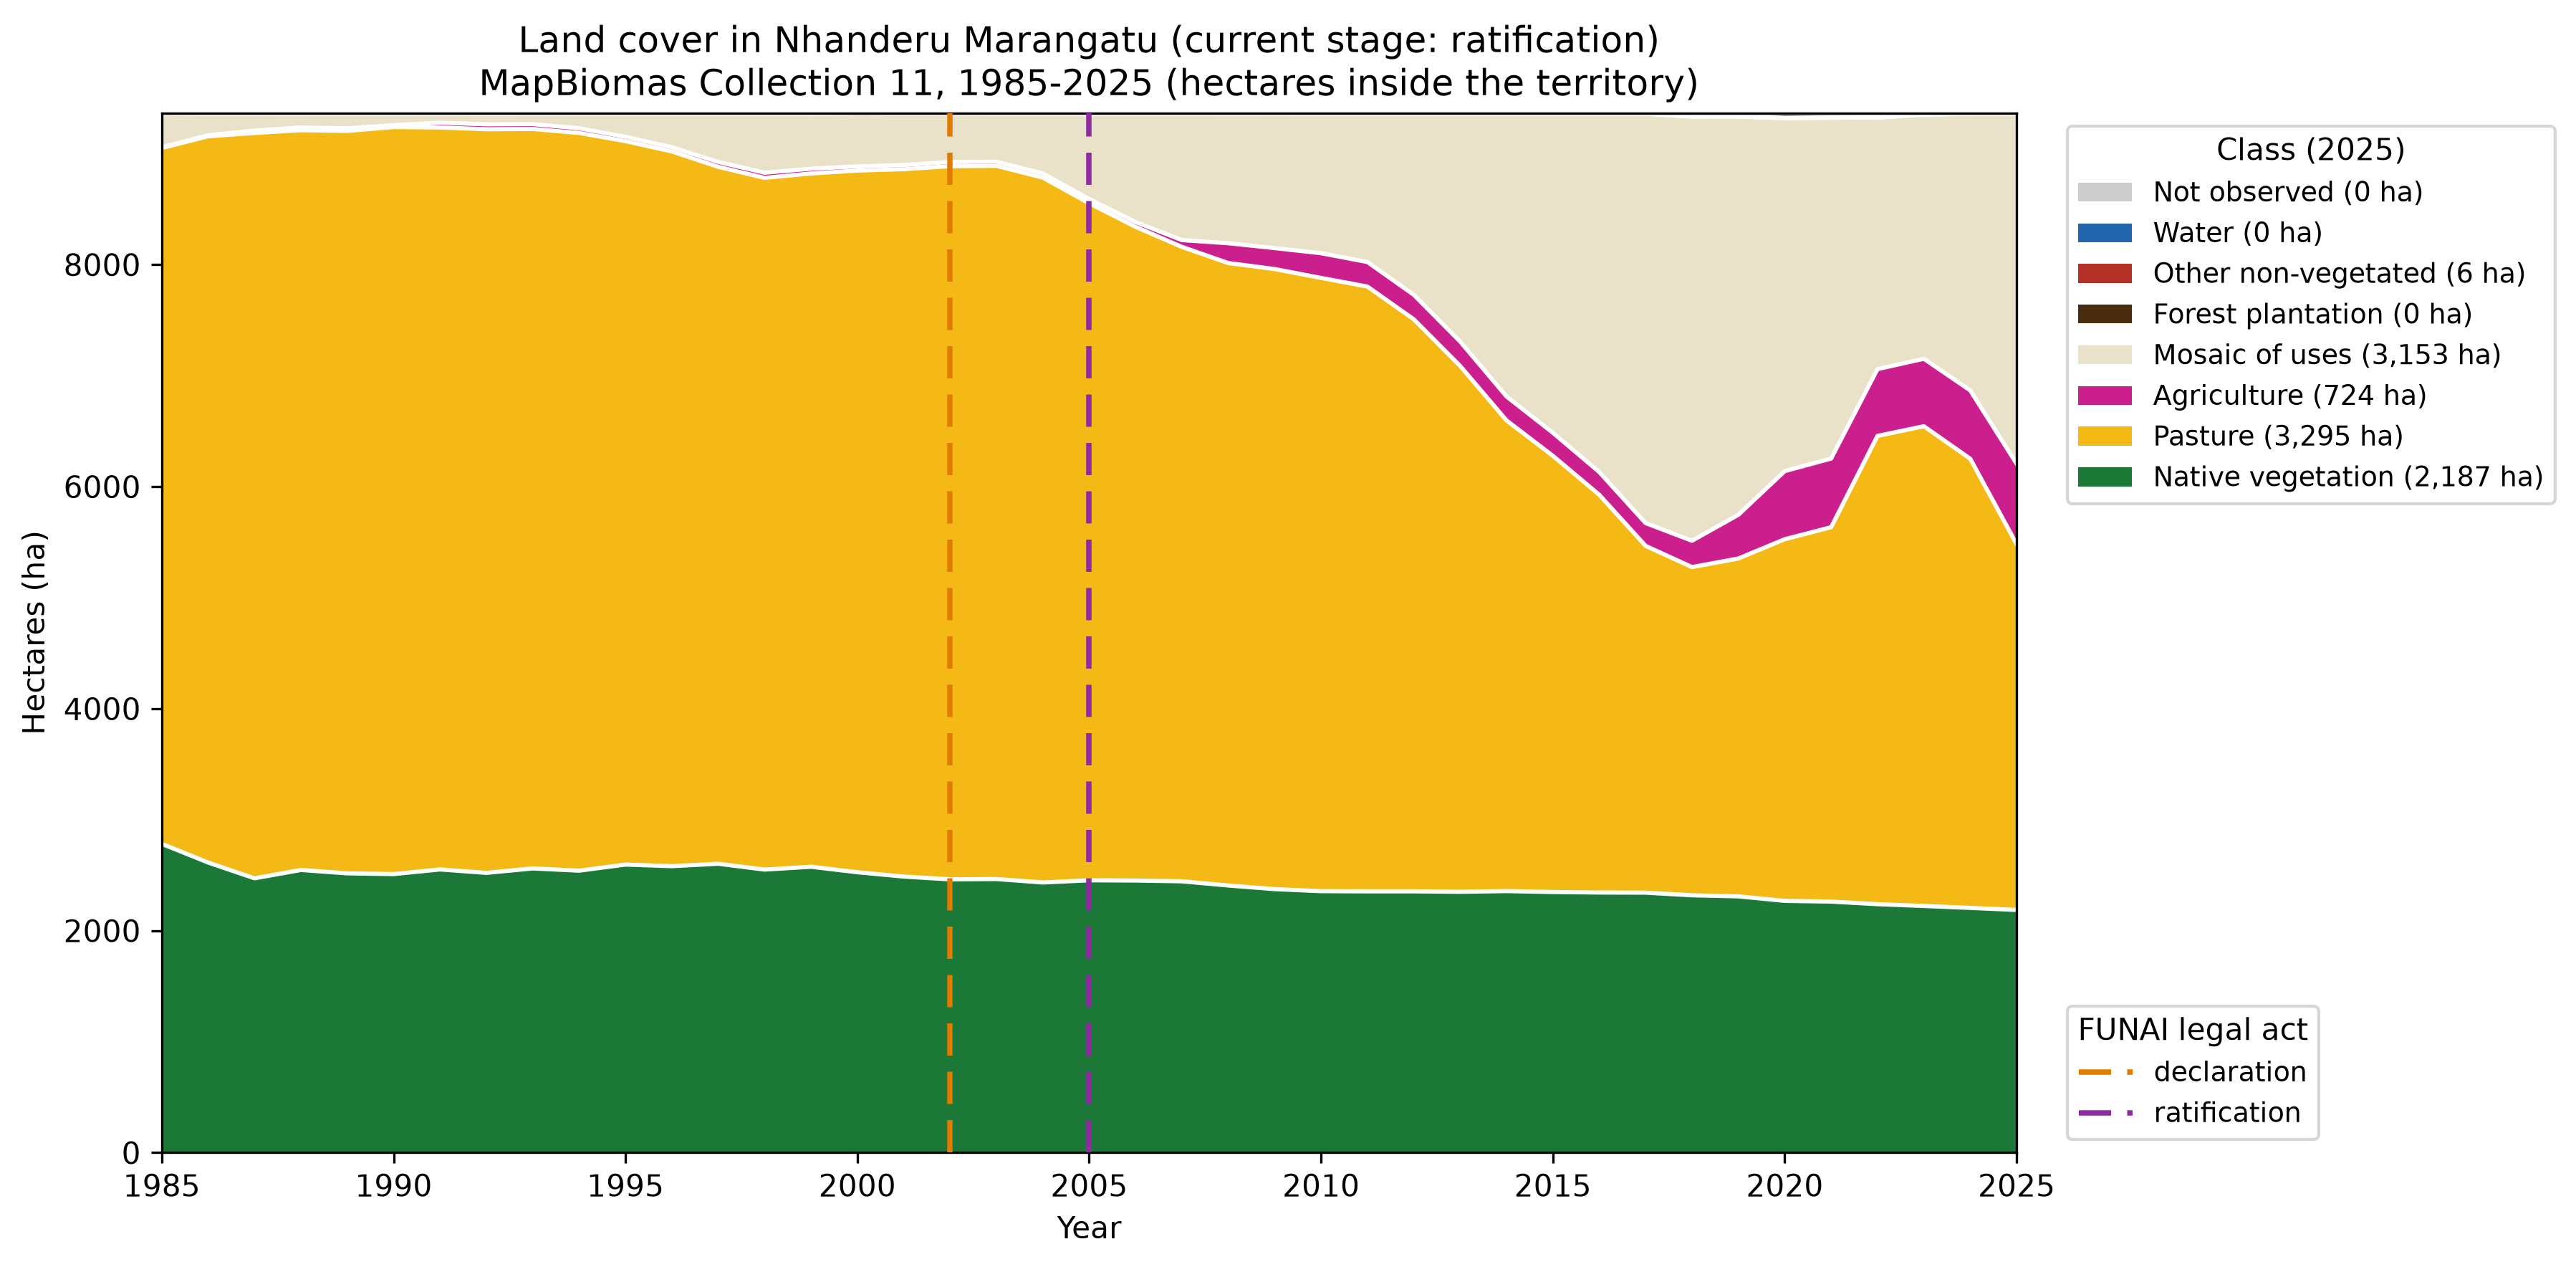 Land cover in Nhanderu Marangatu (current stage: ratification)
MapBiomas Collection 11, 1985-2025 (hectares inside the territory)
Hectares (ha)
8000
6000
4000
2000
0
1985 1990 1995 2000 2005 2010 2015 2020 2025
Year
Class (2025)
Not observed (0 ha)
Water (0 ha)
Other non-vegetated (6 ha)
Forest plantation (0 ha)
Mosaic of uses (3,153 ha)
Agriculture (724 ha)
Pasture (3,295 ha)
Native vegetation (2,187 ha)
FUNAI legal act
declaration
ratification